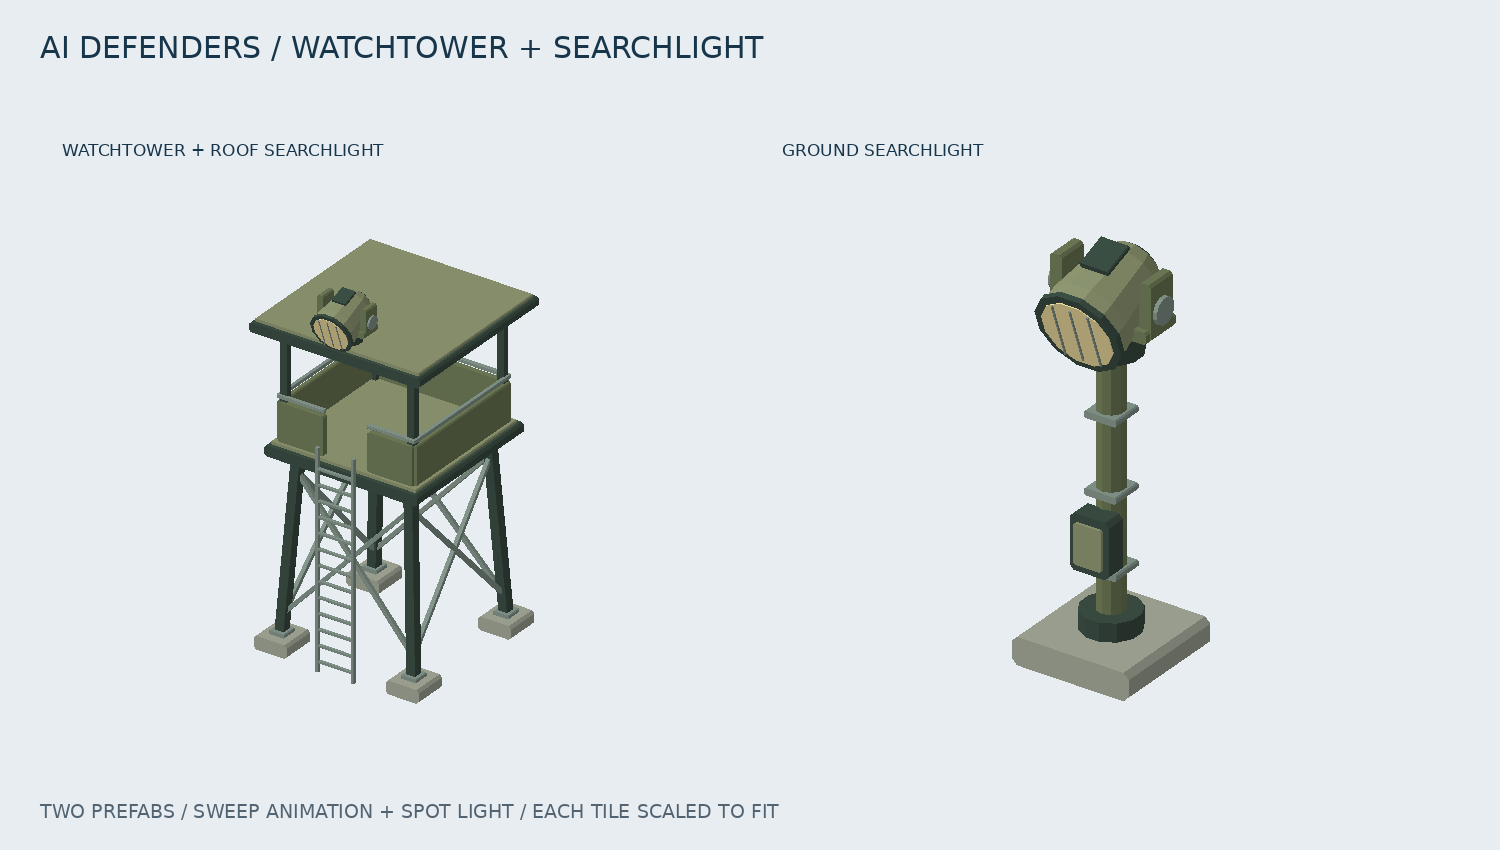 AI DEFENDERS / WATCHTOWER + SEARCHLIGHT
WATCHTOWER + ROOF SEARCHLIGHT
GROUND SEARCHLIGHT
TWO PREFABS / SWEEP ANIMATION + SPOT LIGHT / EACH TILE SCALED TO FIT